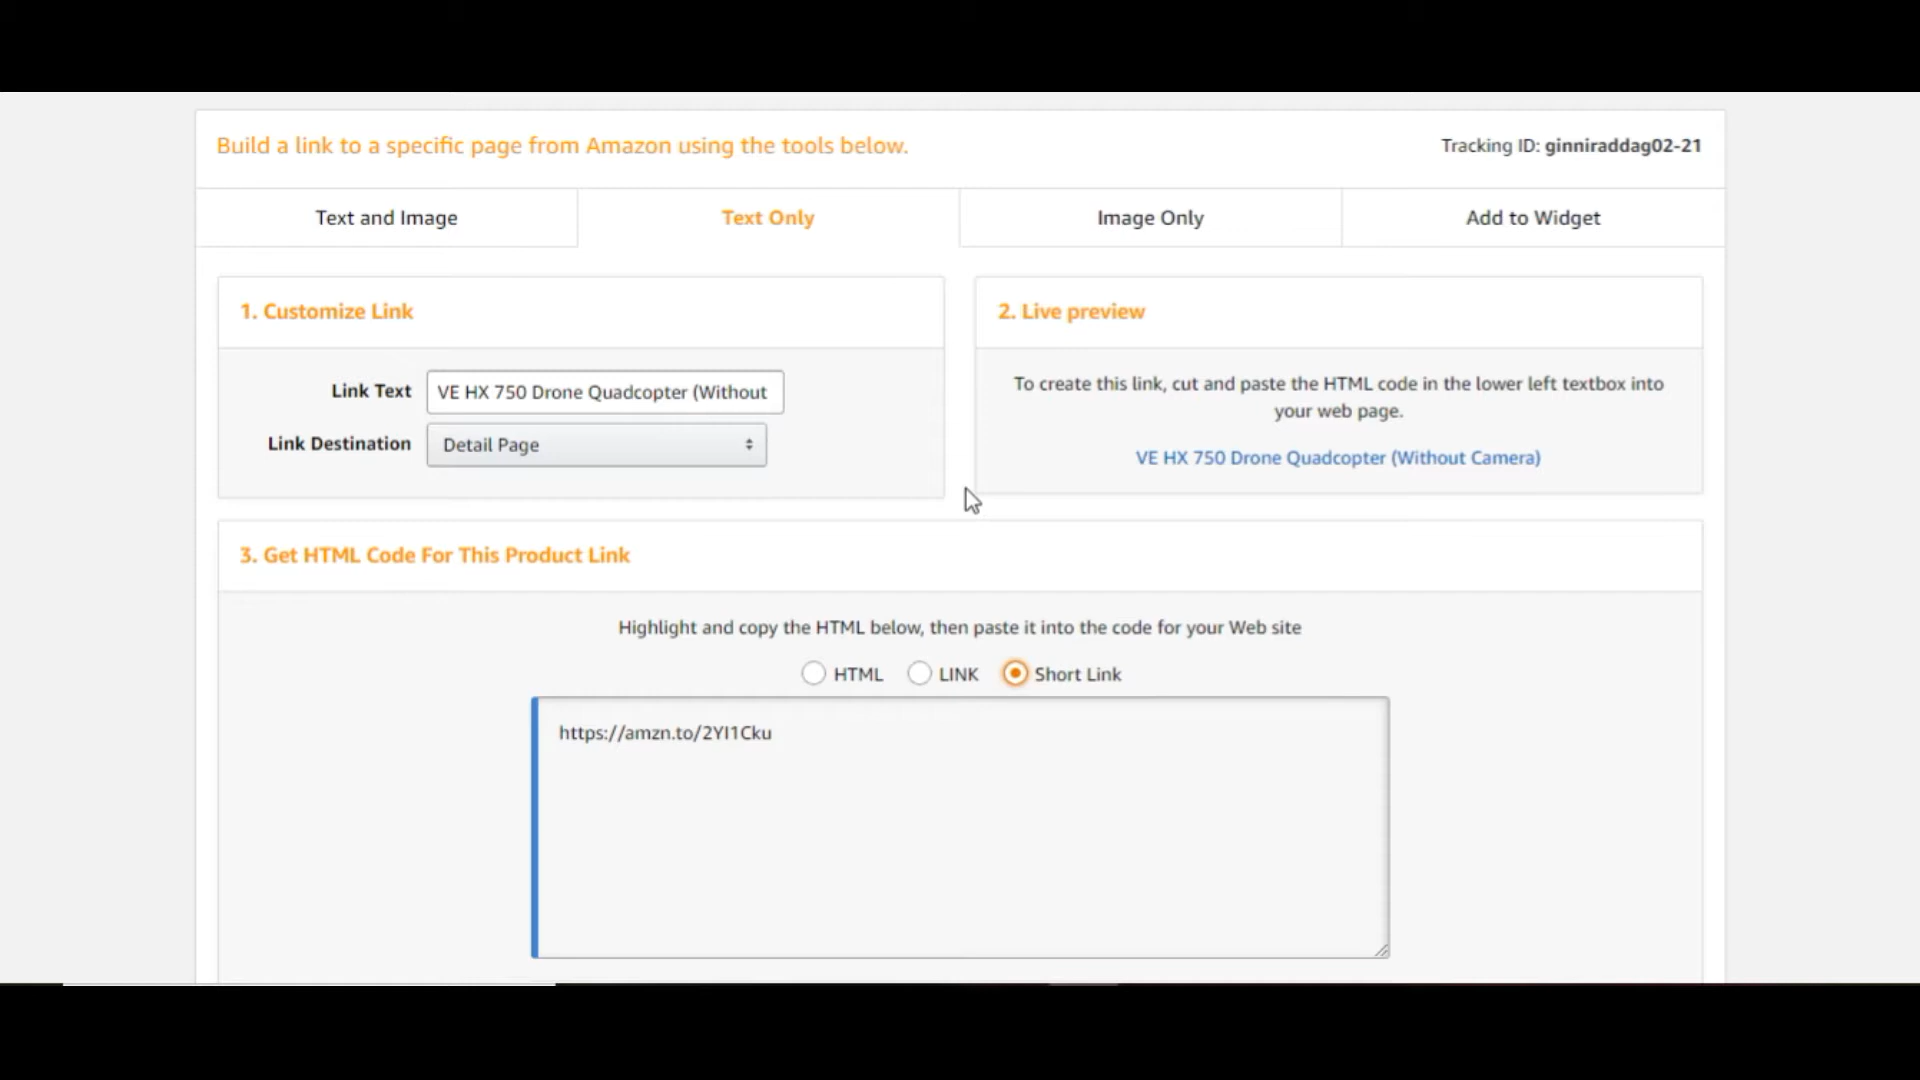 Build a link to a specific page from Amazon using the tools below.
Tracking ID: ginniraddag02-21
Text and Image
Text Only
Image Only
Add to Widget
1. Customize Link
Link Text
VE HX 750 Drone Quadcopter (Without
Link Destination
Detail Page
2. Live preview
To create this link, cut and paste the HTML code in the lower left textbox into
your web page.
VE HX 750 Drone Quadcopter (Without Camera)
3. Get HTML Code For This Product Link
Highlight and copy the HTML below, then paste it into the code for your Web site
HTML
LINK
Short Link
https://amzn.to/2YI1Cku